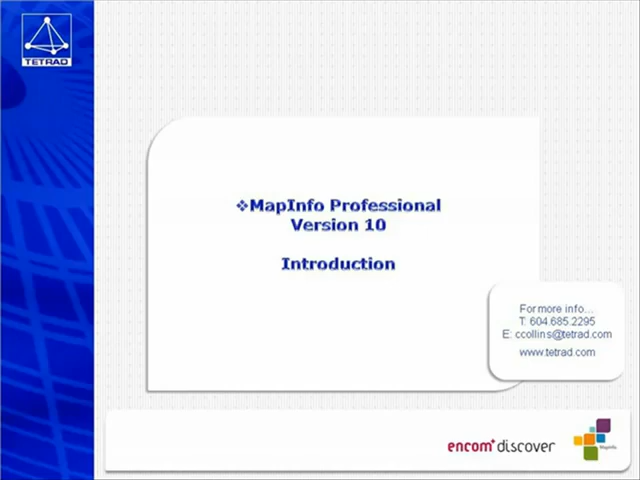 TETRAD
❖MapInfo Professional
Version 10
Introduction
For more info...
T: 604.685.2295
E: ccollins@tetrad.com
www.tetrad.com
encom discover
MapInfo